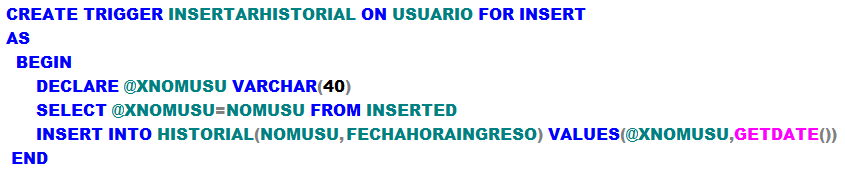 CREATE TRIGGER INSERTARHISTORIAL ON USUARIO FOR INSERT
AS
BEGIN
DECLARE @XNOMUSU VARCHAR(40)
SELECT @XNOMUSU=NOMUSU FROM INSERTED
INSERT INTO HISTORIAL(NOMUSU,FECHAHORAINGRESO) VALUES(@XNOMUSU,GETDATE())
END